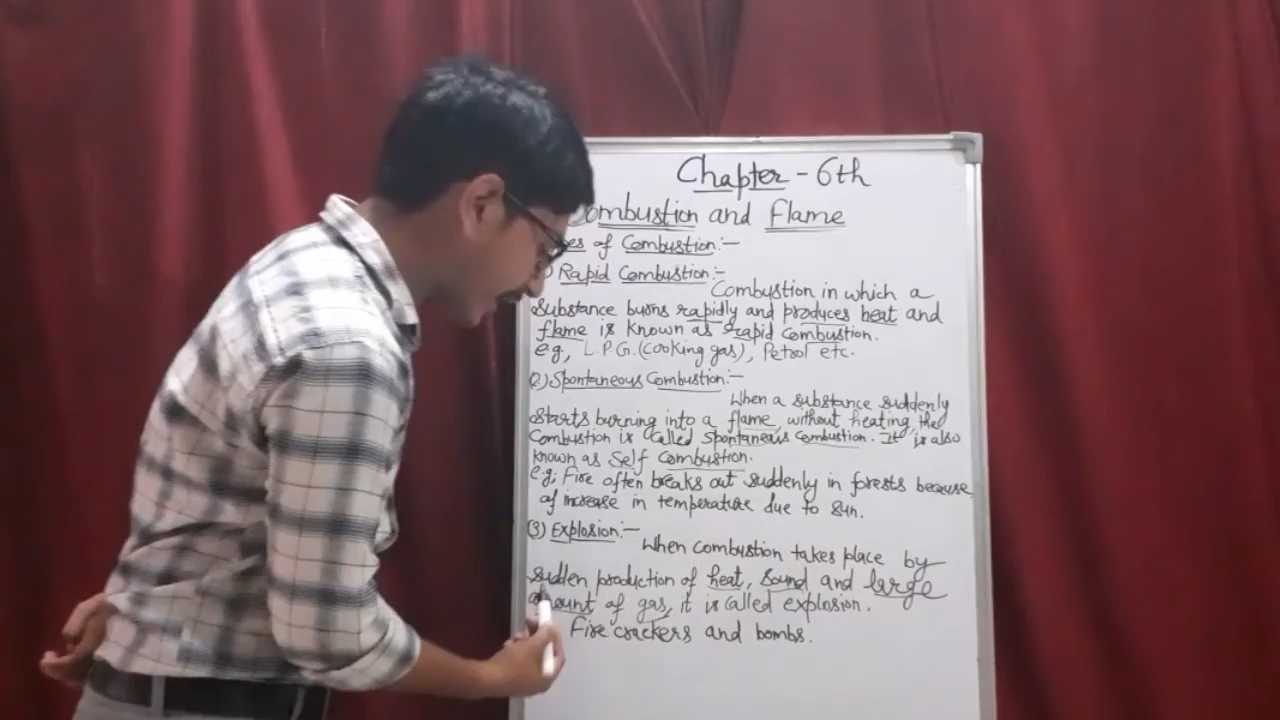 Chapter - 6th
ombustion and Flame
es of Combustion:-
) Rapid Combustion:-
Combustion in which a
substance burns rapidly and produces heat and
flame is known as rapid combustion.
e.g., L.P.G. (cooking gas), Petrol etc.
(2) Spontaneous Combustion:-
When a substance suddenly
starts burning into a flame, without heating, the
Combustion is called spontaneous combustion. It is also
known as Self Combustion.
e.g; Fire often breaks out suddenly in forests because
of increase in temperature due to sun.
(3) Explosion:-
When combustion takes place by
sudden production of heat, sound and large
amount of gas, it is called explosion.
Fire crackers and bombs.